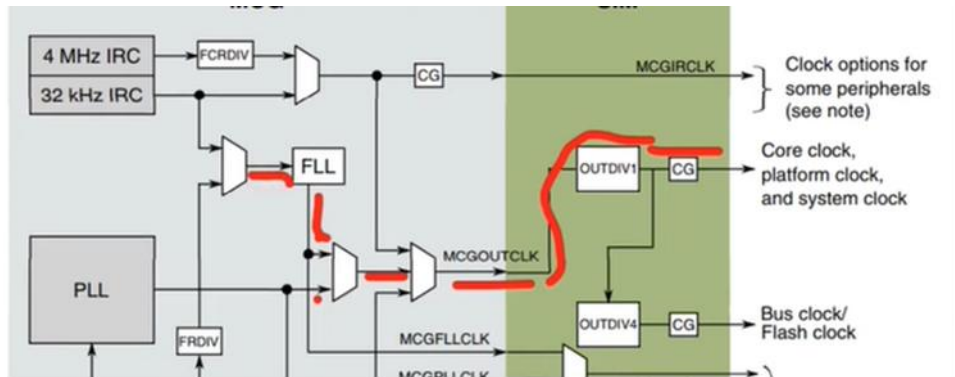 4 MHz IRC
FCRDIV
32 kHz IRC
CG
MCGIRCLK
Clock options for
some peripherals
(see note)
FLL
OUTDIV1
CG
Core clock,
platform clock,
and system clock
MCGOUTCLK
PLL
OUTDIV4
CG
Bus clock/
Flash clock
FRDIV
MCGFLLCLK